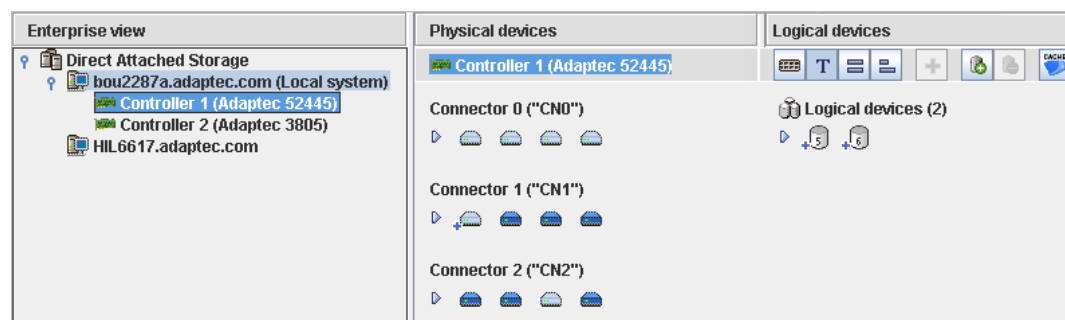 Enterprise view
Direct Attached Storage
bou2287a.adaptec.com (Local system)
Controller 1 (Adaptec 52445)
Controller 2 (Adaptec 3805)
HIL6617.adaptec.com
Physical devices
Controller 1 (Adaptec 52445)
Connector 0 ("CN0")
Connector 1 ("CN1")
Connector 2 ("CN2")
Logical devices
T
CACHE
Logical devices (2)
5 6